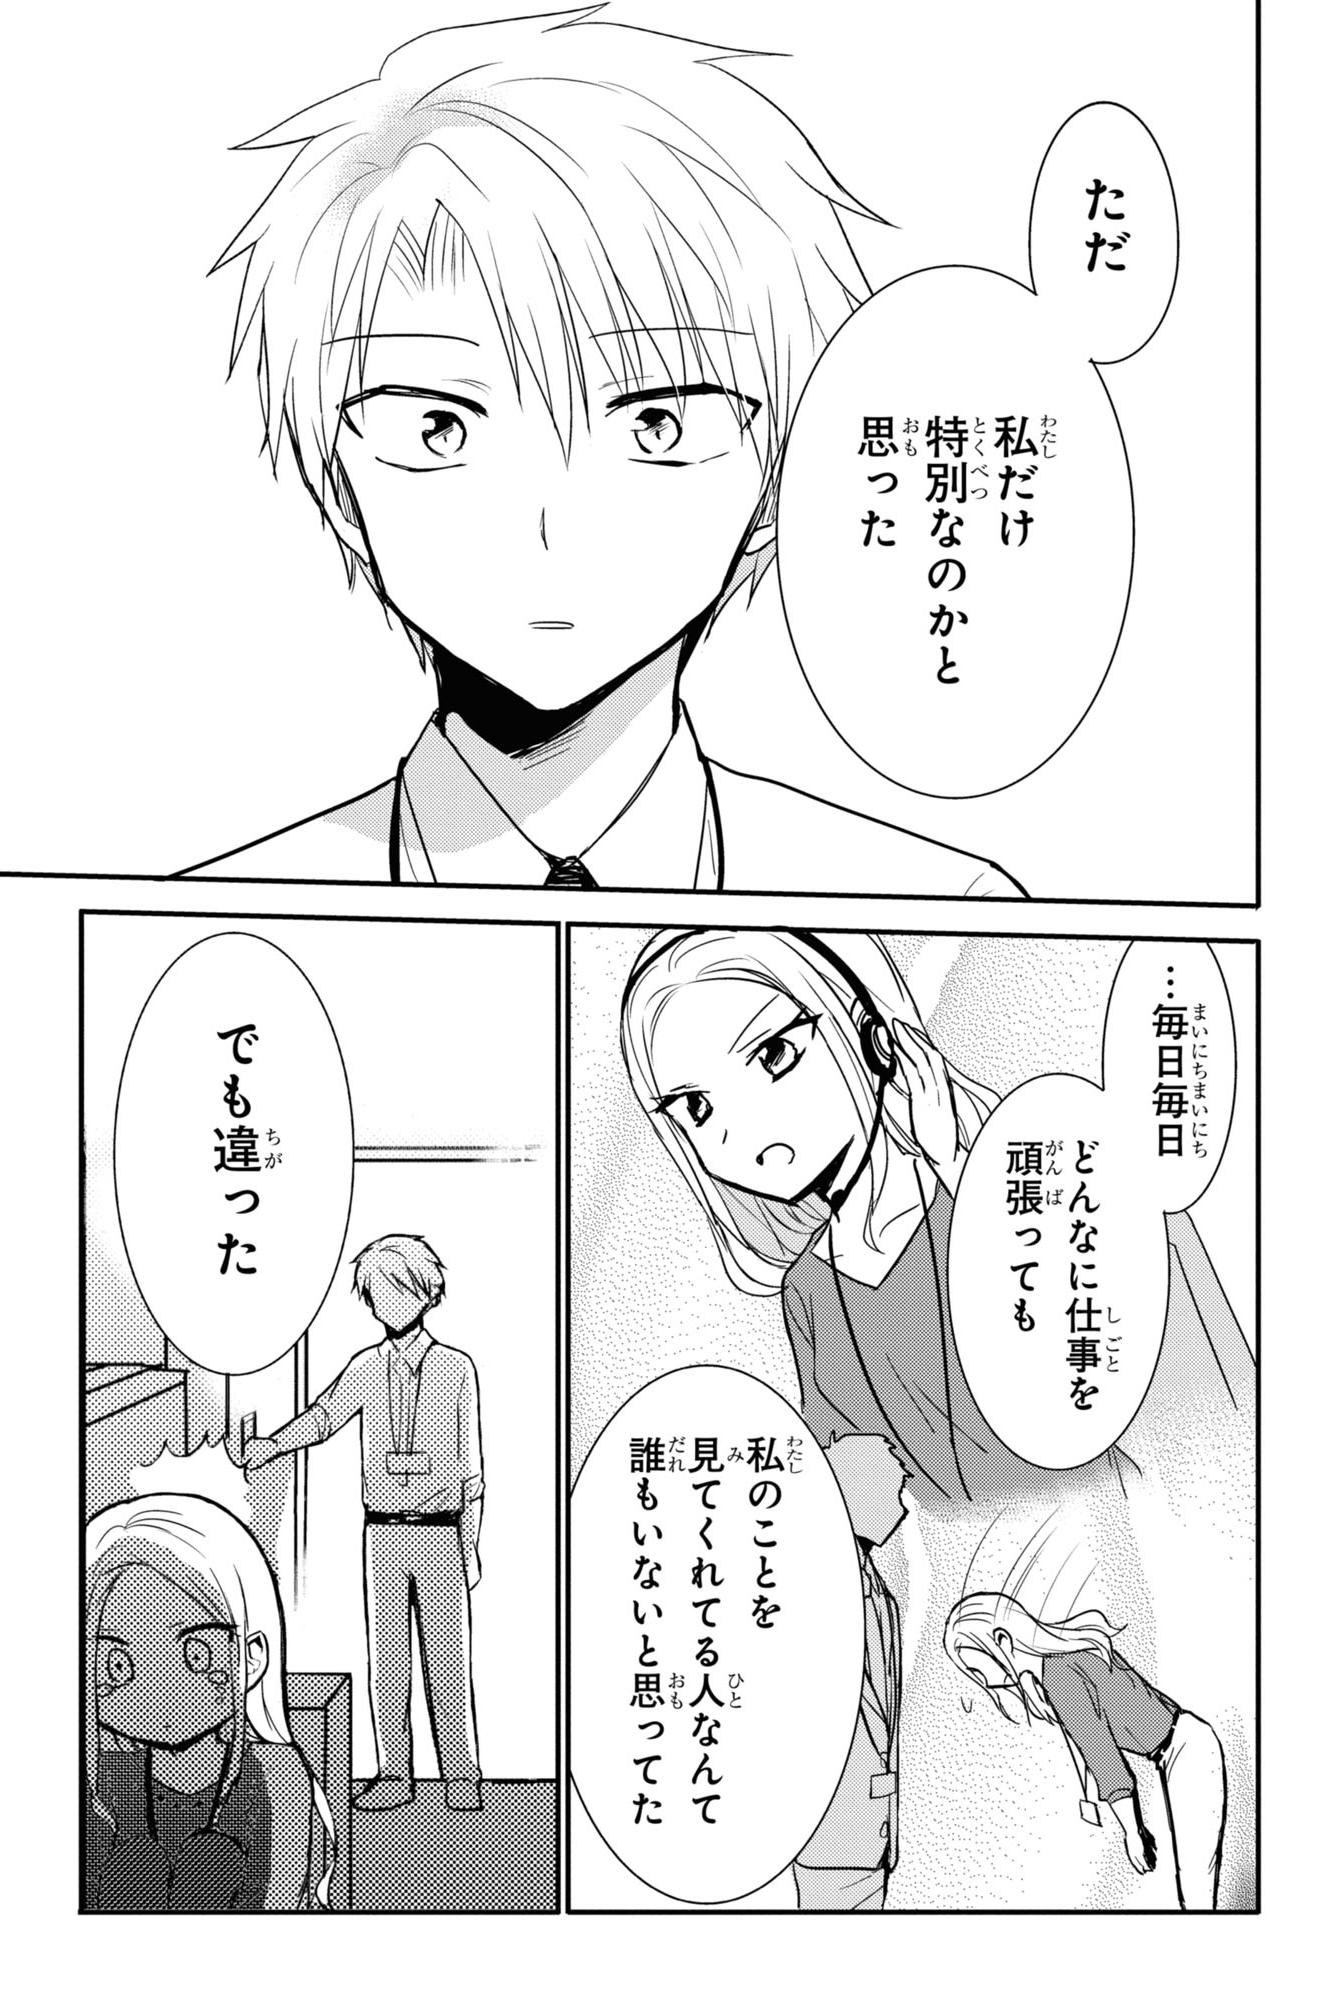 ただ
私だけ
特別なのかと
思った
…毎日毎日
どんなに仕事を
頑張っても
私のことを
見てくれてる人なんて
誰もいないと思ってた
でも違った